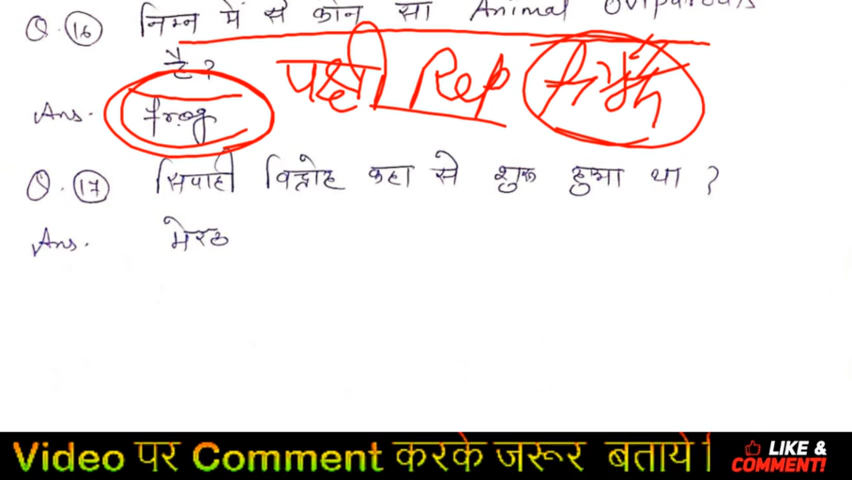 Q. 16 निम्न में से कौन सा Animal Oviparous
है ? पक्षी Rep
Ans. frog
Q. 17 सिपाही विद्रोह कहा से शुरू हुआ था ?
Ans. मेरठ
Video पर Comment करके जरूर बताये
LIKE &
COMMENT!